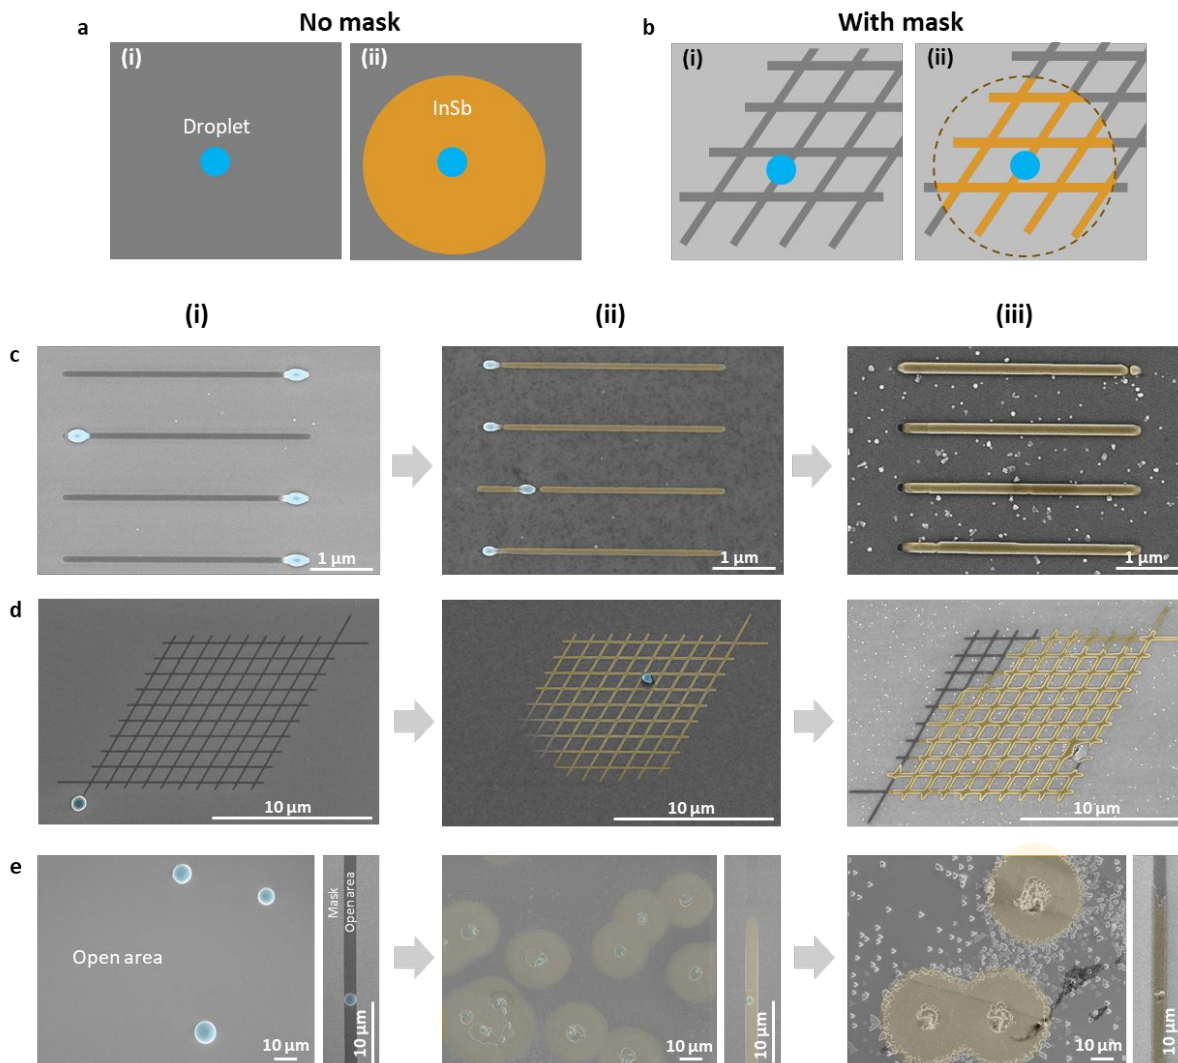 No mask
With mask
a
(i)
(ii)
b
(i)
(ii)
Droplet
InSb
(i)
(ii)
(iii)
c
1 µm
1 µm
1 µm
d
10 µm
10 µm
10 µm
e
Open area
Mask
Open area
10 µm
10 µm
10 µm
10 µm
10 µm
10 µm